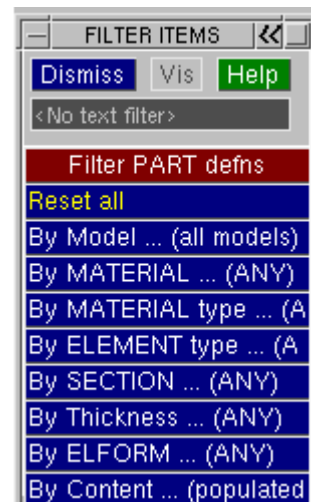 FILTER ITEMS
Dismiss Vis Help
<No text filter>
Filter PART defns
Reset all
By Model ... (all models)
By MATERIAL ... (ANY)
By MATERIAL type ... (A
By ELEMENT type ... (A
By SECTION ... (ANY)
By Thickness ... (ANY)
By ELFORM ... (ANY)
By Content ... (populated